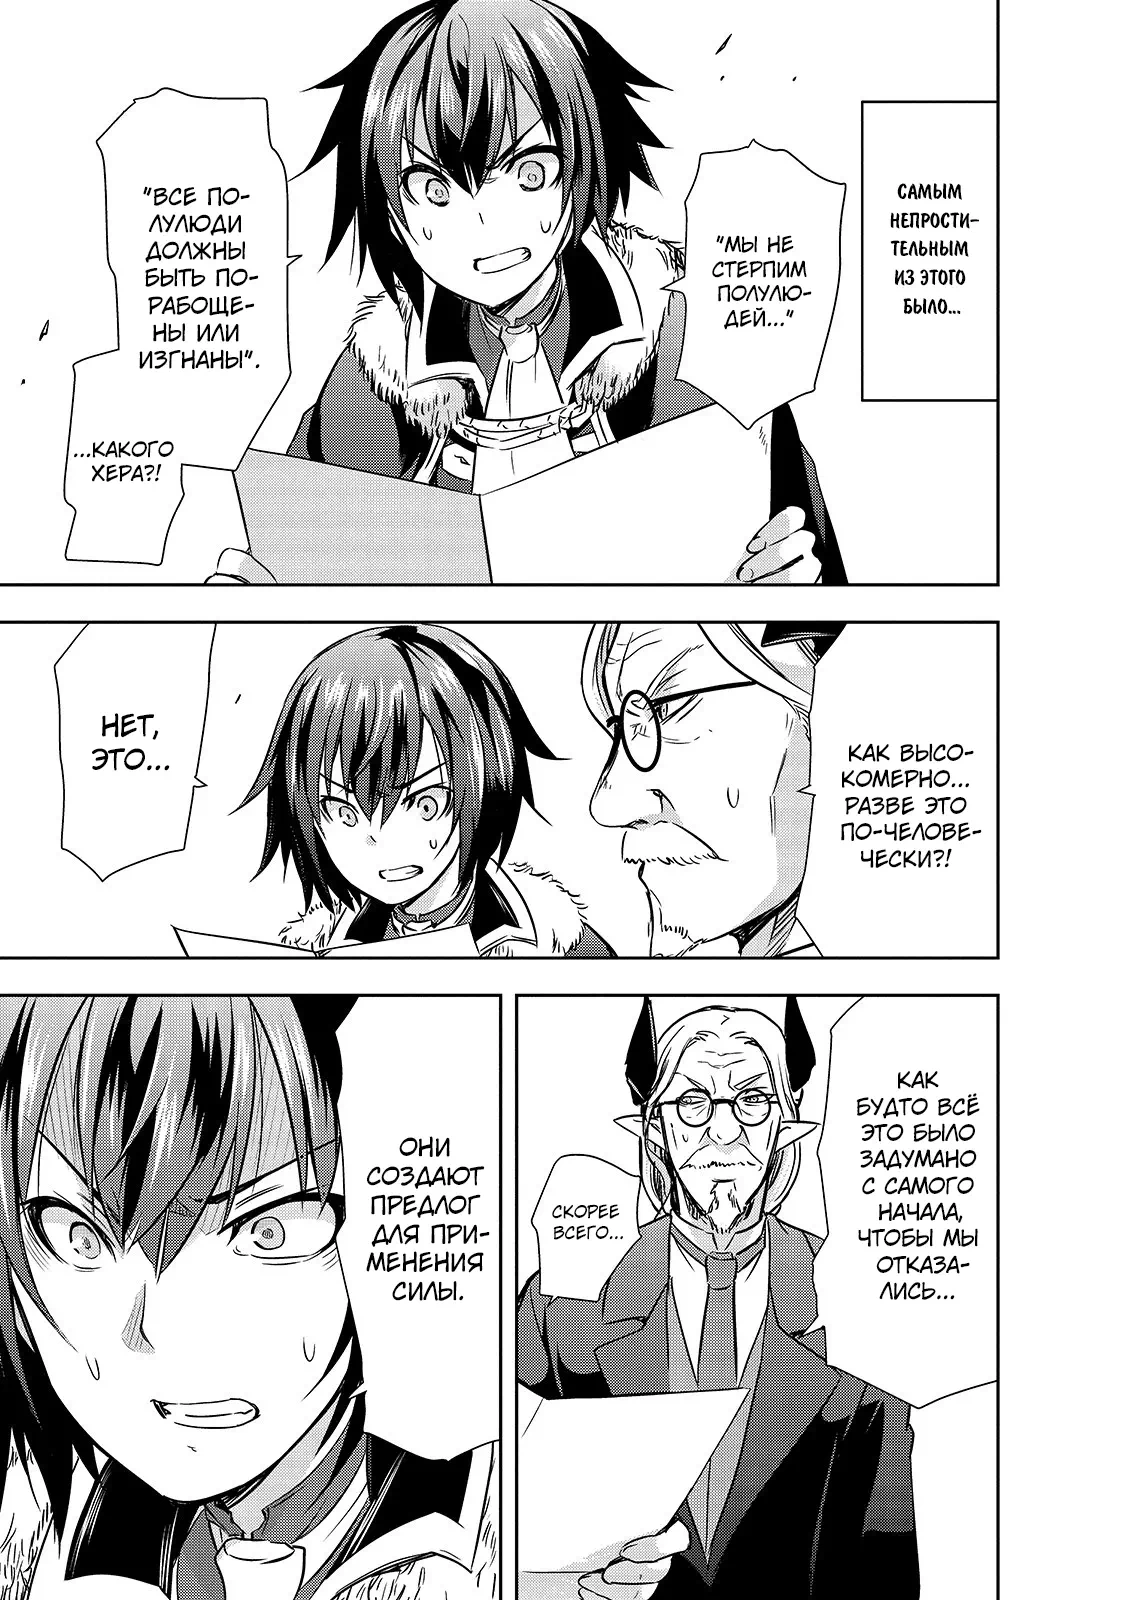 САМЫМ
НЕПРОСТИ-
ТЕЛЬНЫМ
ИЗ ЭТОГО
БЫЛО...
"МЫ НЕ
СТЕРПИМ
ПОЛУЛЮ-
ДЕЙ..."
"ВСЕ ПО-
ЛУЛЮДИ
ДОЛЖНЫ
БЫТЬ ПО-
РАБОЩЕ-
НЫ ИЛИ
ИЗГНАНЫ".
...КАКОГО
ХЕРА?!
КАК ВЫСО-
КОМЕРНО...
РАЗВЕ ЭТО
ПО-ЧЕЛОВЕ-
ЧЕСКИ?!
НЕТ,
ЭТО...
КАК
БУДТО ВСЁ
ЭТО БЫЛО
ЗАДУМАНО
С САМОГО
НАЧАЛА,
ЧТОБЫ МЫ
ОТКАЗА-
ЛИСЬ...
СКОРЕЕ
ВСЕГО...
ОНИ
СОЗДАЮТ
ПРЕДЛОГ
ДЛЯ ПРИ-
МЕНЕНИЯ
СИЛЫ.